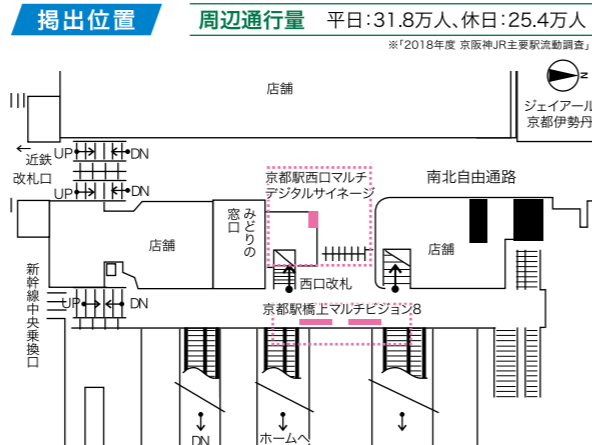 掲出位置
周辺通行量 平日:31.8万人、休日:25.4万人
※「2018年度 京阪神JR主要駅流動調査」
店舗
N
ジェイアール
京都伊勢丹
←
近鉄
改札口
UP
DN
UP
DN
京都駅西口マルチ
デジタルサイネージ
南北自由通路
みどりの
窓口
店舗
店舗
西口改札
新幹線中央乗換口
UP
DN
京都駅橋上マルチビジョン8
DN
ホームへ